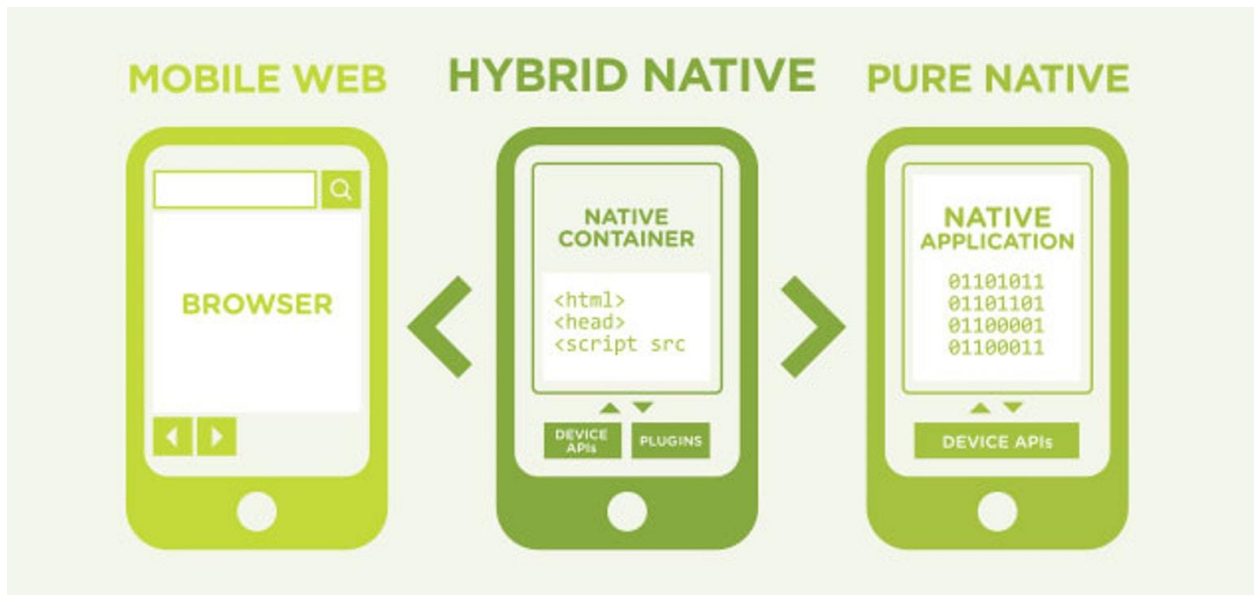 MOBILE WEB
BROWSER
HYBRID NATIVE
NATIVE
CONTAINER
<html>
<head>
<script src
DEVICE
APIs
PLUGINS
PURE NATIVE
NATIVE
APPLICATION
01101011
01101101
01100001
01100011
DEVICE APIs